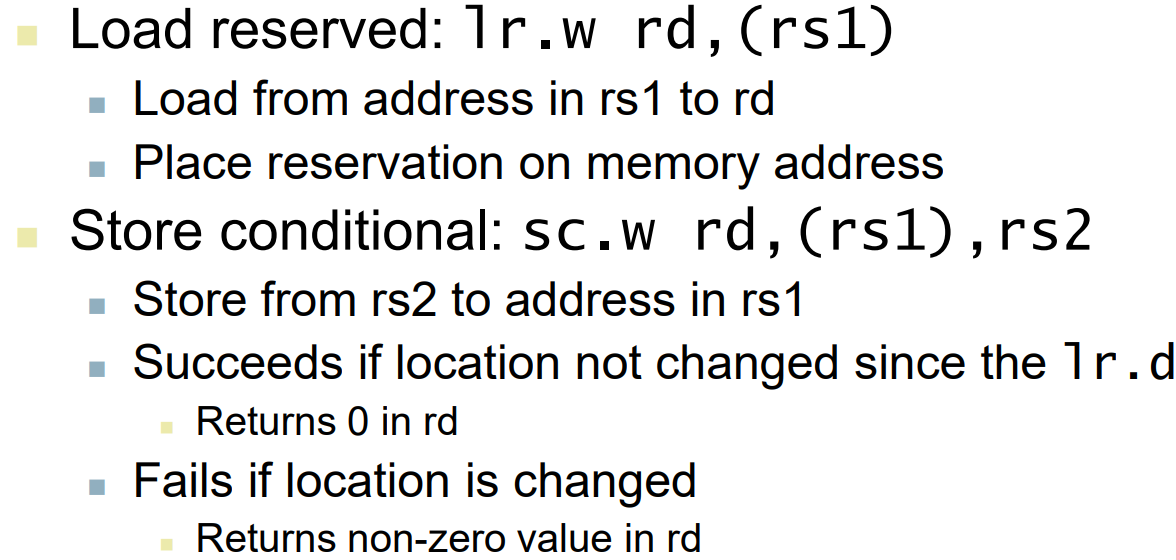 Load reserved: lr.w rd,(rs1)
Load from address in rs1 to rd
Place reservation on memory address
Store conditional: sc.w rd,(rs1),rs2
Store from rs2 to address in rs1
Succeeds if location not changed since the lr.d
Returns 0 in rd
Fails if location is changed
Returns non-zero value in rd